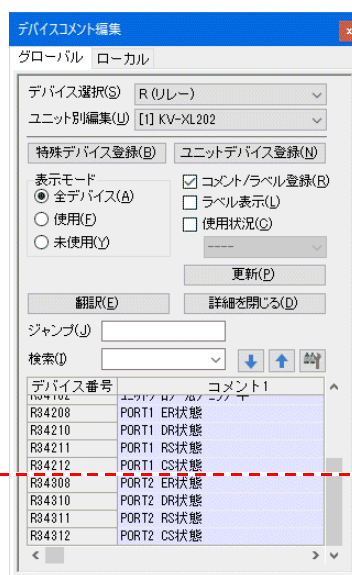 デバイスコメント編集
グローバル ローカル
デバイス選択(S) R(リレー)
ユニット別編集(U) [1] KV-XL202
特殊デバイス登録(B) ユニットデバイス登録(N)
表示モード
全デバイス(A)
使用(F)
未使用(Y)
コメント/ラベル登録(R)
ラベル表示(L)
使用状況(C)
----
更新(P)
翻訳(E) 詳細を閉じる(D)
ジャンプ(J)
検索(I)
デバイス番号 コメント1
R34208 PORT1 ER状態
R34210 PORT1 DR状態
R34211 PORT1 RS状態
R34212 PORT1 CS状態
R34308 PORT2 ER状態
R34310 PORT2 DR状態
R34311 PORT2 RS状態
R34312 PORT2 CS状態